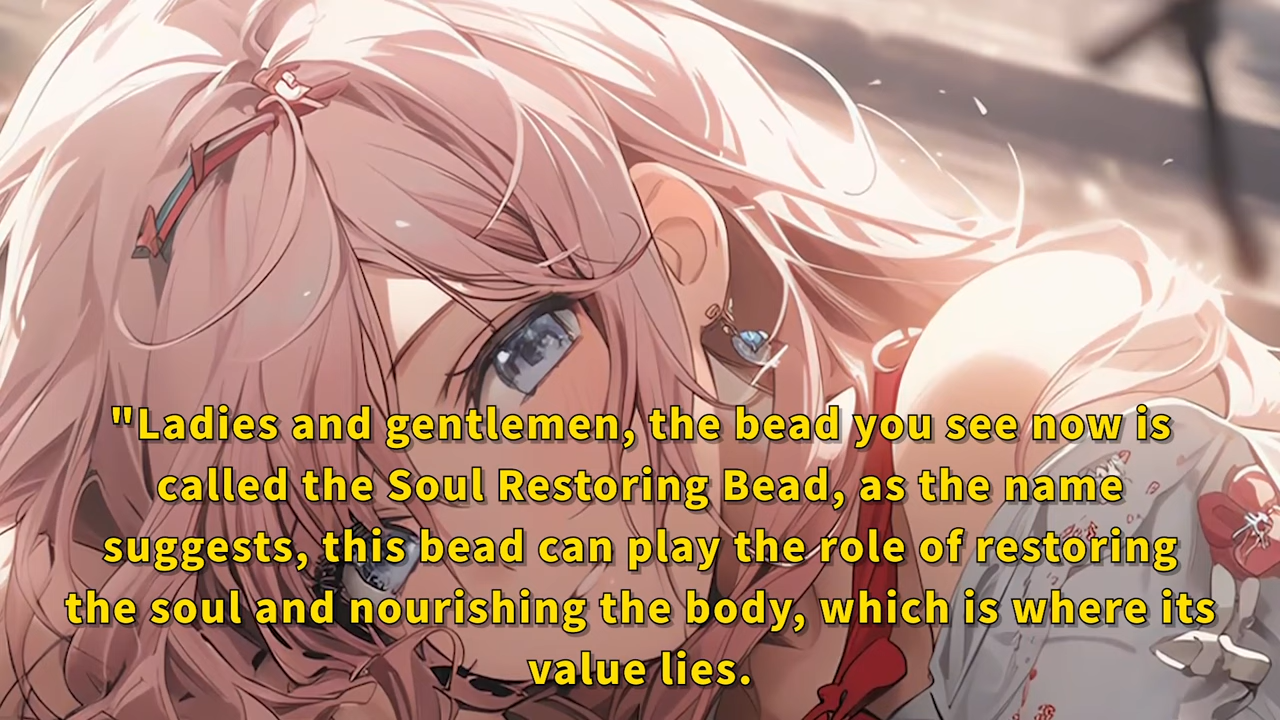 "Ladies and gentlemen, the bead you see now is
called the Soul Restoring Bead, as the name
suggests, this bead can play the role of restoring
the soul and nourishing the body, which is where its
value lies.